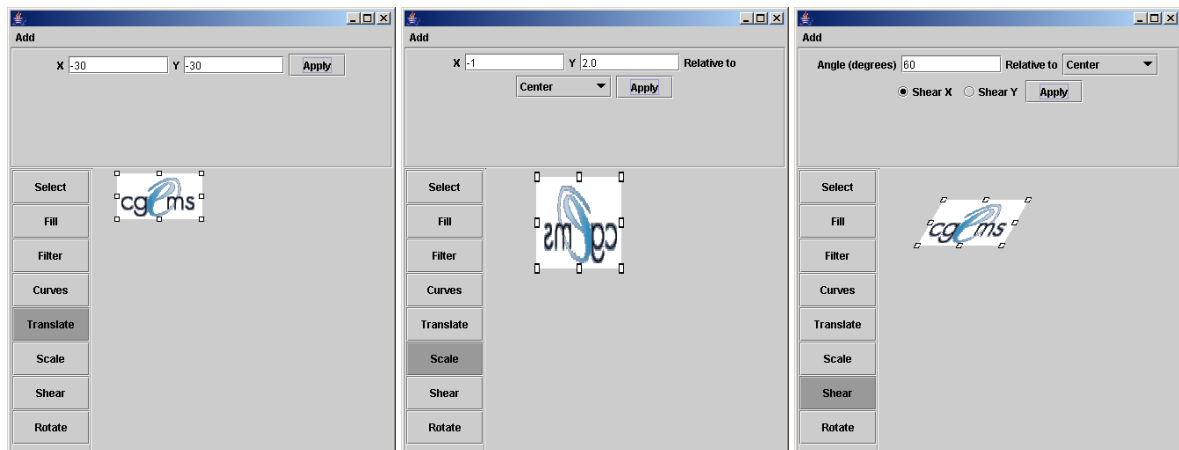 Add
X -30 Y -30 Apply
Select
Fill
Filter
Curves
Translate
Scale
Shear
Rotate
cgems
Add
X -1 Y 2.0 Relative to
Center Apply
Select
Fill
Filter
Curves
Translate
Scale
Shear
Rotate
cgems
Add
Angle (degrees) 60 Relative to Center
Shear X Shear Y Apply
Select
Fill
Filter
Curves
Translate
Scale
Shear
Rotate
cgems